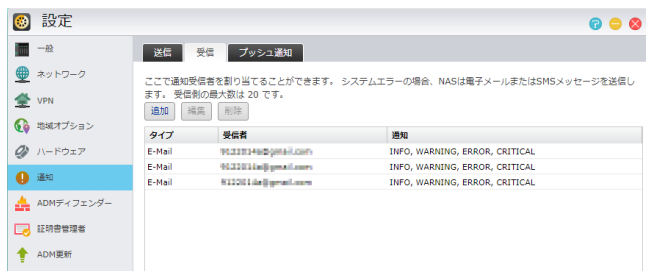 設定
一般
ネットワーク
VPN
地域オプション
ハードウェア
通知
ADMディフェンダー
証明書管理者
ADM更新
送信 受信 プッシュ通知
ここで通知受信者を割り当てることができます。 システムエラーの場合、NASは電子メールまたはSMSメッセージを送信し
ます。 受信側の最大数は 20 です。
追加 編集 削除
タイプ 受信者 通知
E-Mail INFO, WARNING, ERROR, CRITICAL
E-Mail INFO, WARNING, ERROR, CRITICAL
E-Mail INFO, WARNING, ERROR, CRITICAL